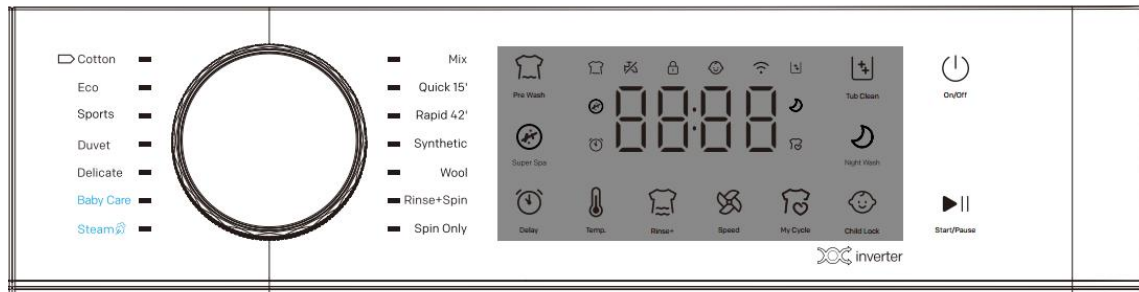 Cotton
Eco
Sports
Duvet
Delicate
Baby Care
Steam
Mix
Quick 15'
Rapid 42'
Synthetic
Wool
Rinse+Spin
Spin Only
Pre Wash
Super Spa
88:88
Tub Clean
Night Wash
Delay
Temp.
Rinse+
Speed
My Cycle
Child Lock
inverter
On/Off
Start/Pause